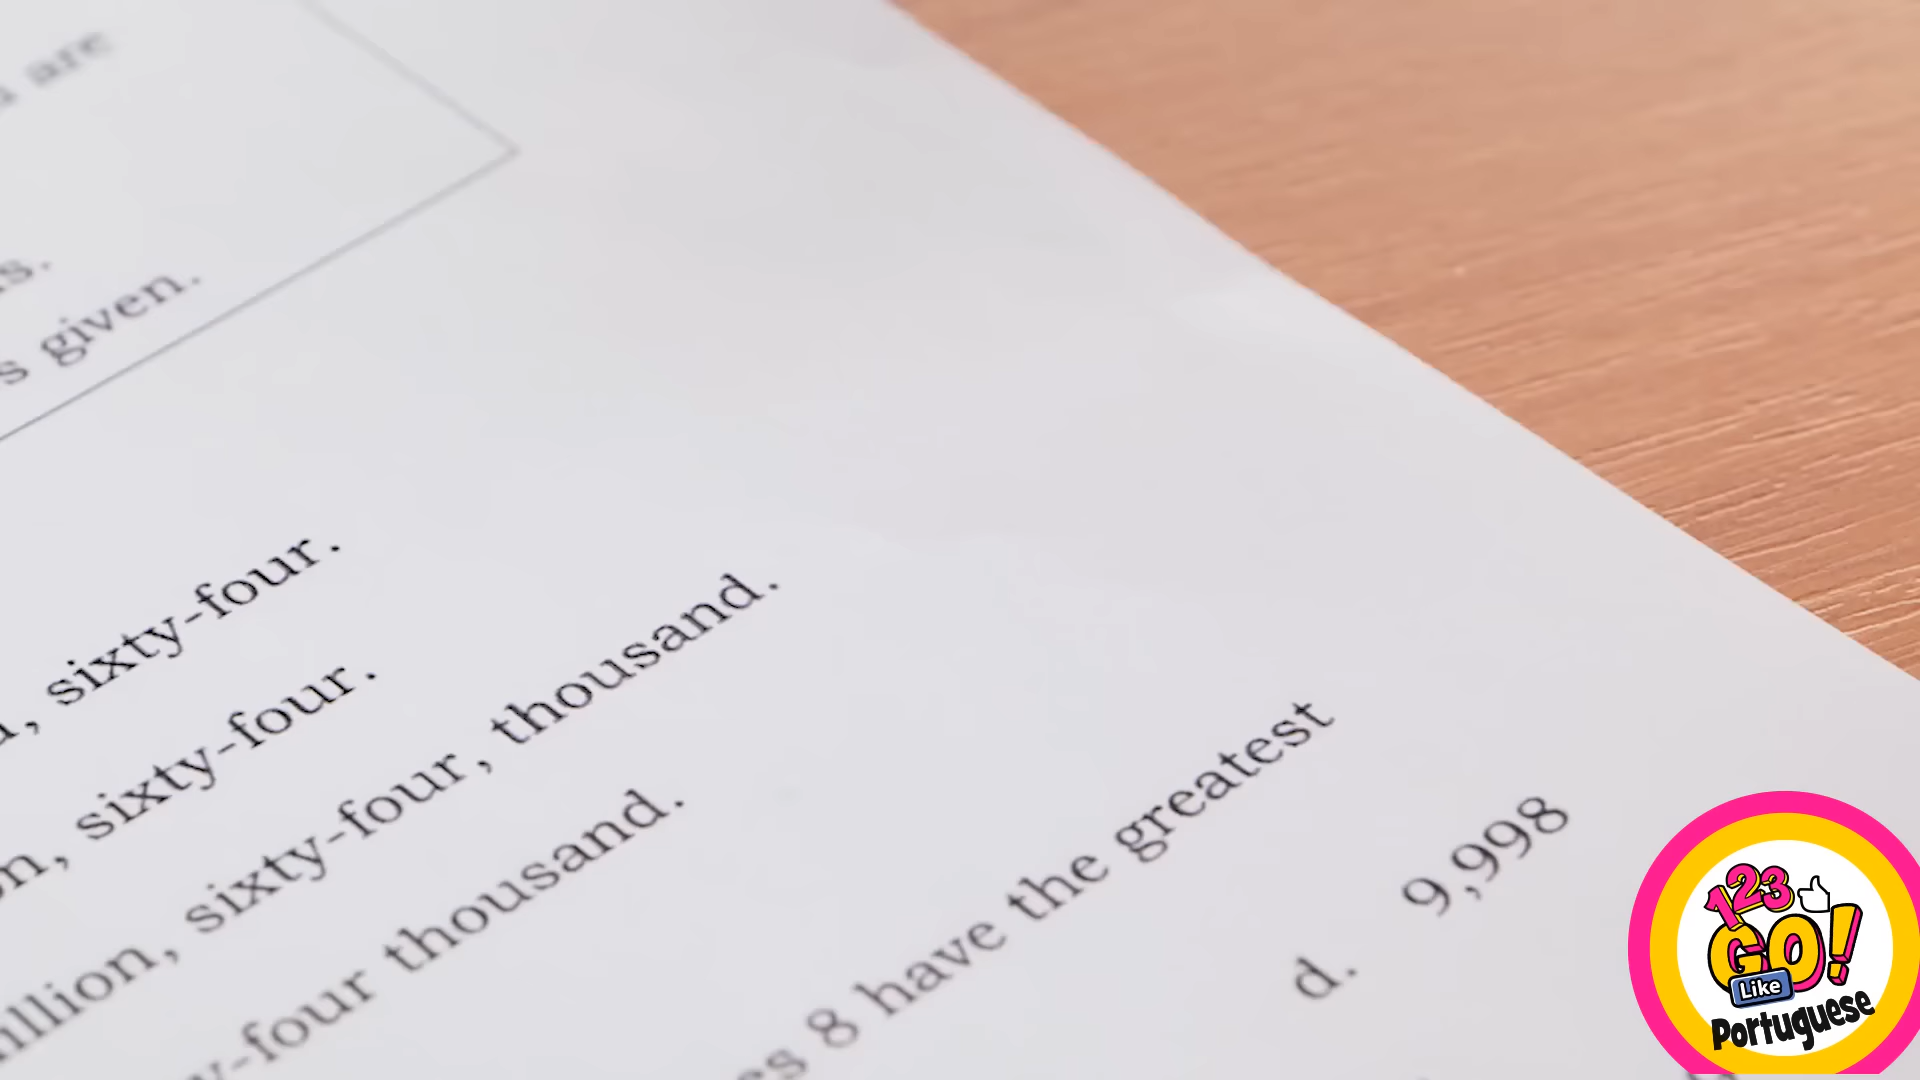 are
given.
, sixty-four.
, sixty-four.
sixty-four, thousand.
-four thousand.
8 have the greatest
d. 9,998
123
GO!
Like
Portuguese